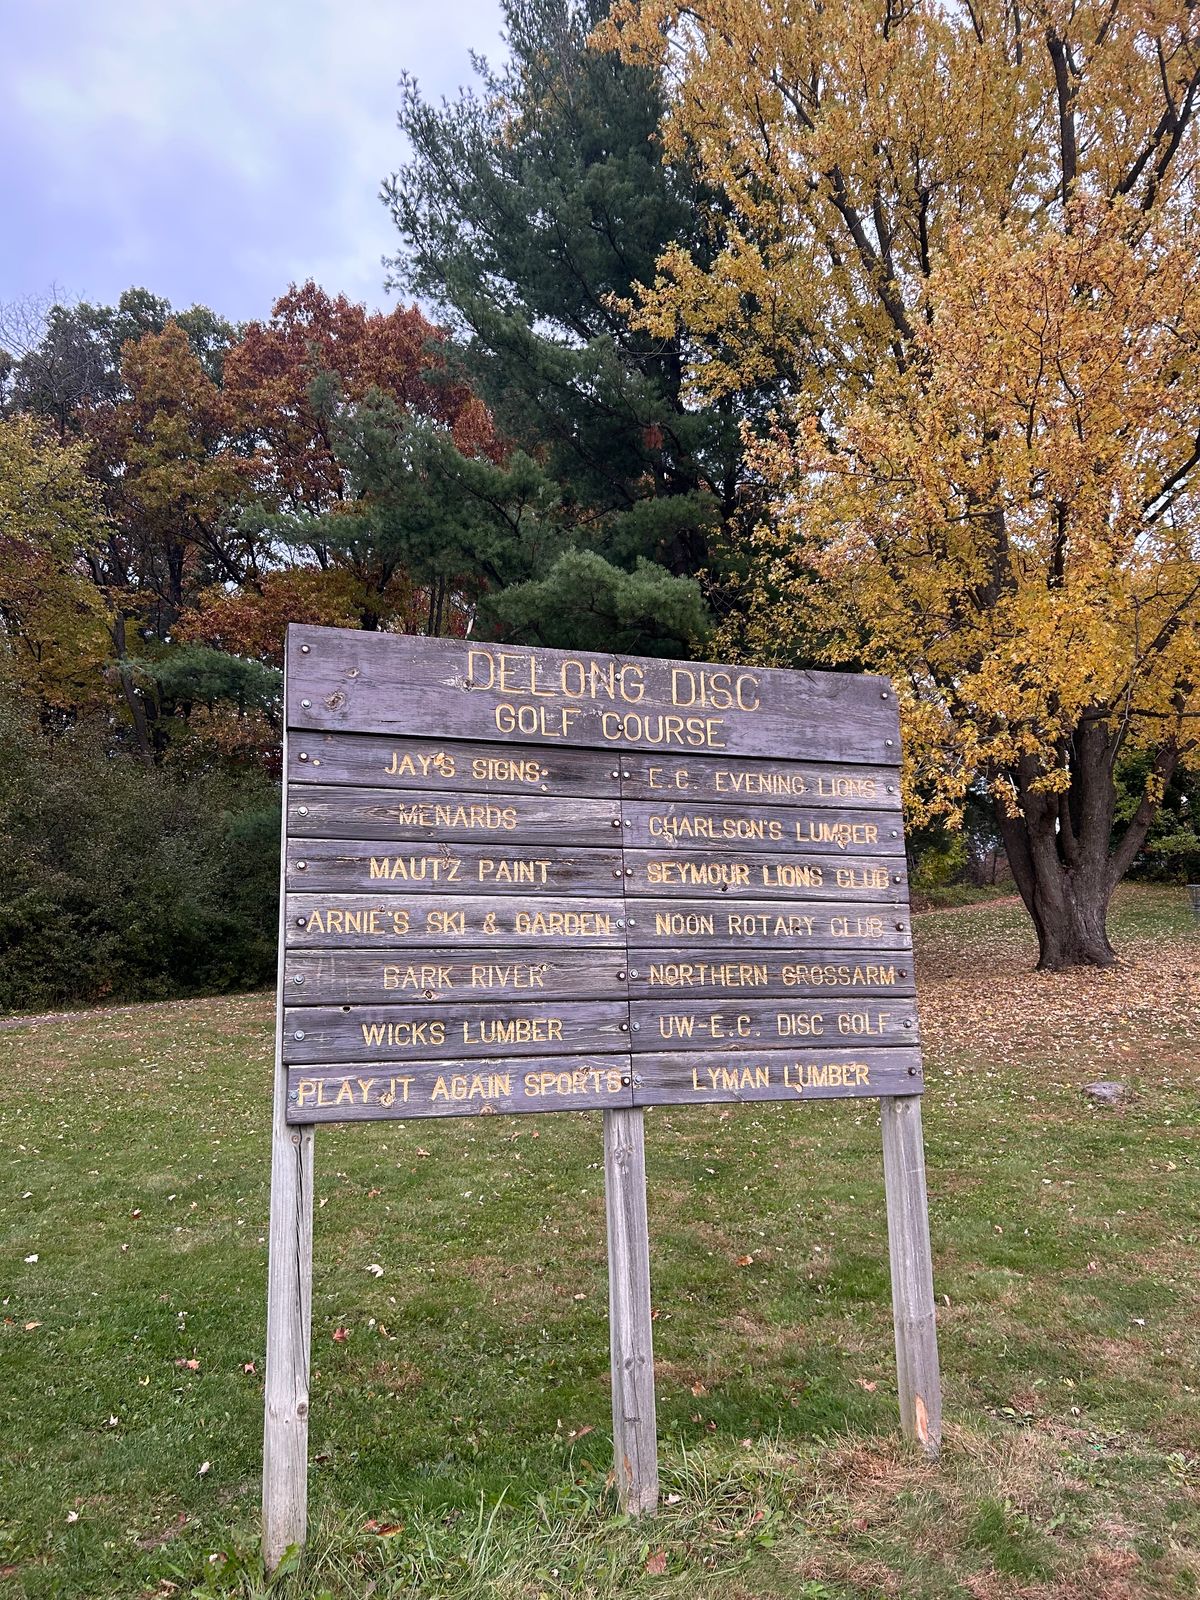 DELONG DISC
GOLF COURSE
JAY'S SIGNS
MENARDS
MAUTZ PAINT
ARNIE'S SKI & GARDEN
BARK RIVER
WICKS LUMBER
PLAY IT AGAIN SPORTS
E.C. EVENING LIONS
CHARLSON'S LUMBER
SEYMOUR LIONS CLUB
NOON ROTARY CLUB
NORTHERN CROSSARM
UW-E.C. DISC GOLF
LYMAN LUMBER